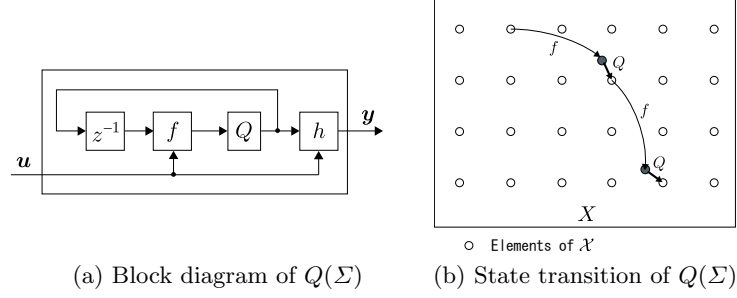 y
z⁻¹
f
Q
h
u
(a) Block diagram of Q(Σ)
f
Q
f
Q
X
Elements of 𝒳
(b) State transition of Q(Σ)